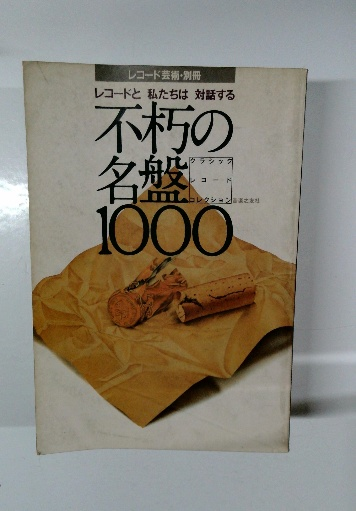 レコード芸術・別冊
レコードと 私たちは 対話する
不朽の
名盤
クラシック
レコード
コレクション
音楽之友社
1000